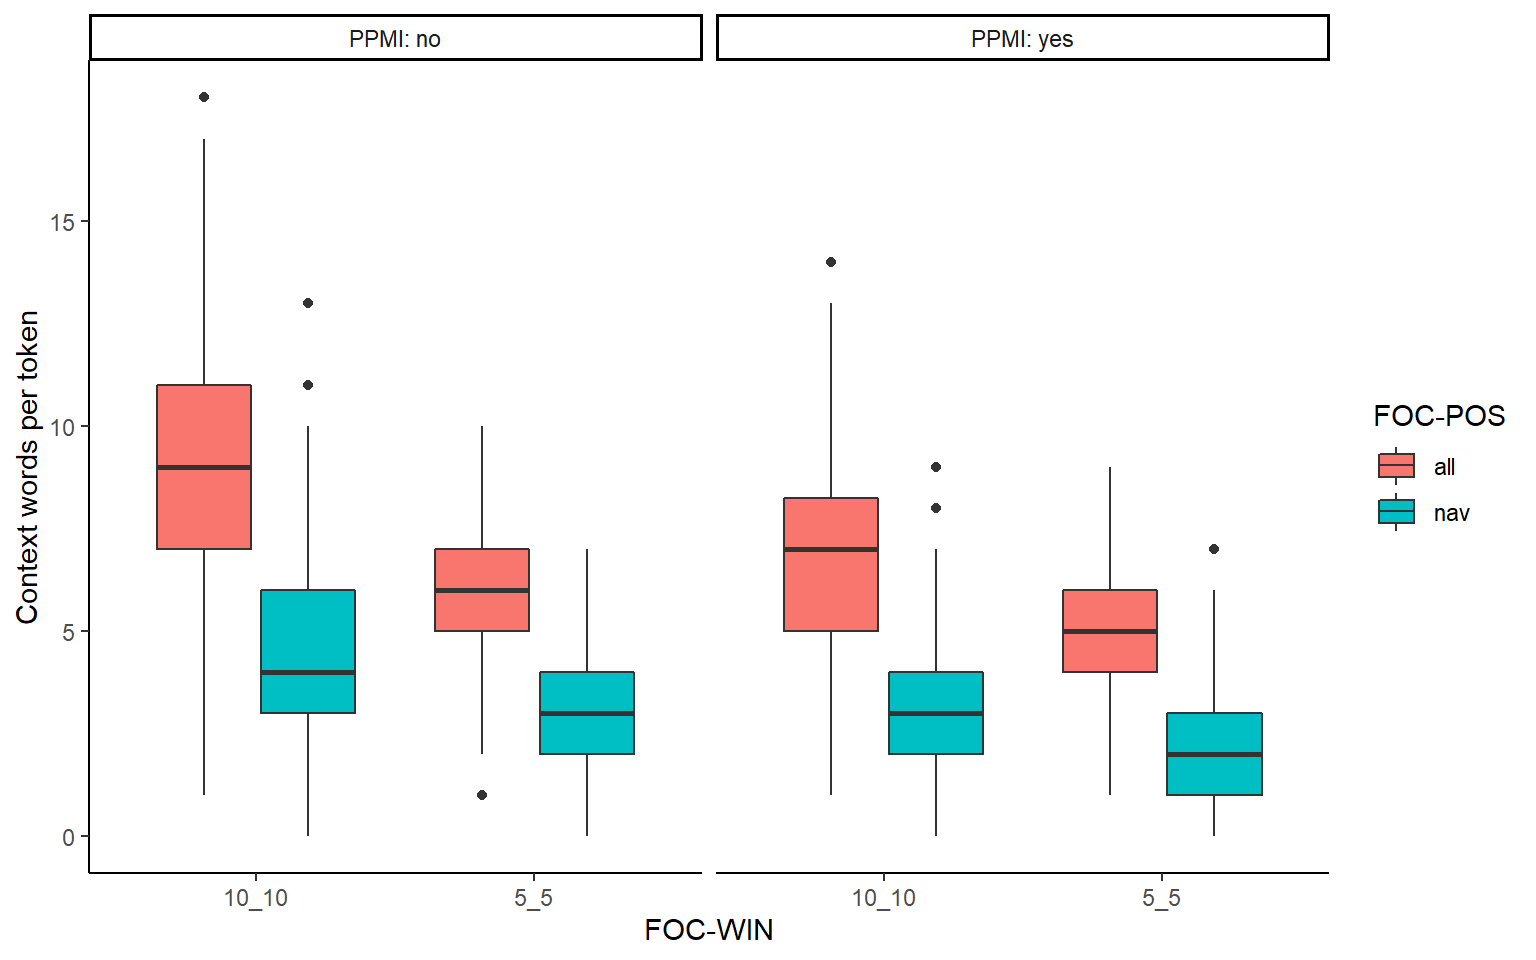 PPMI: no
PPMI: yes
Context words per token
15
10
5
0
10_10
5_5
10_10
5_5
FOC-WIN
FOC-POS
all
nav